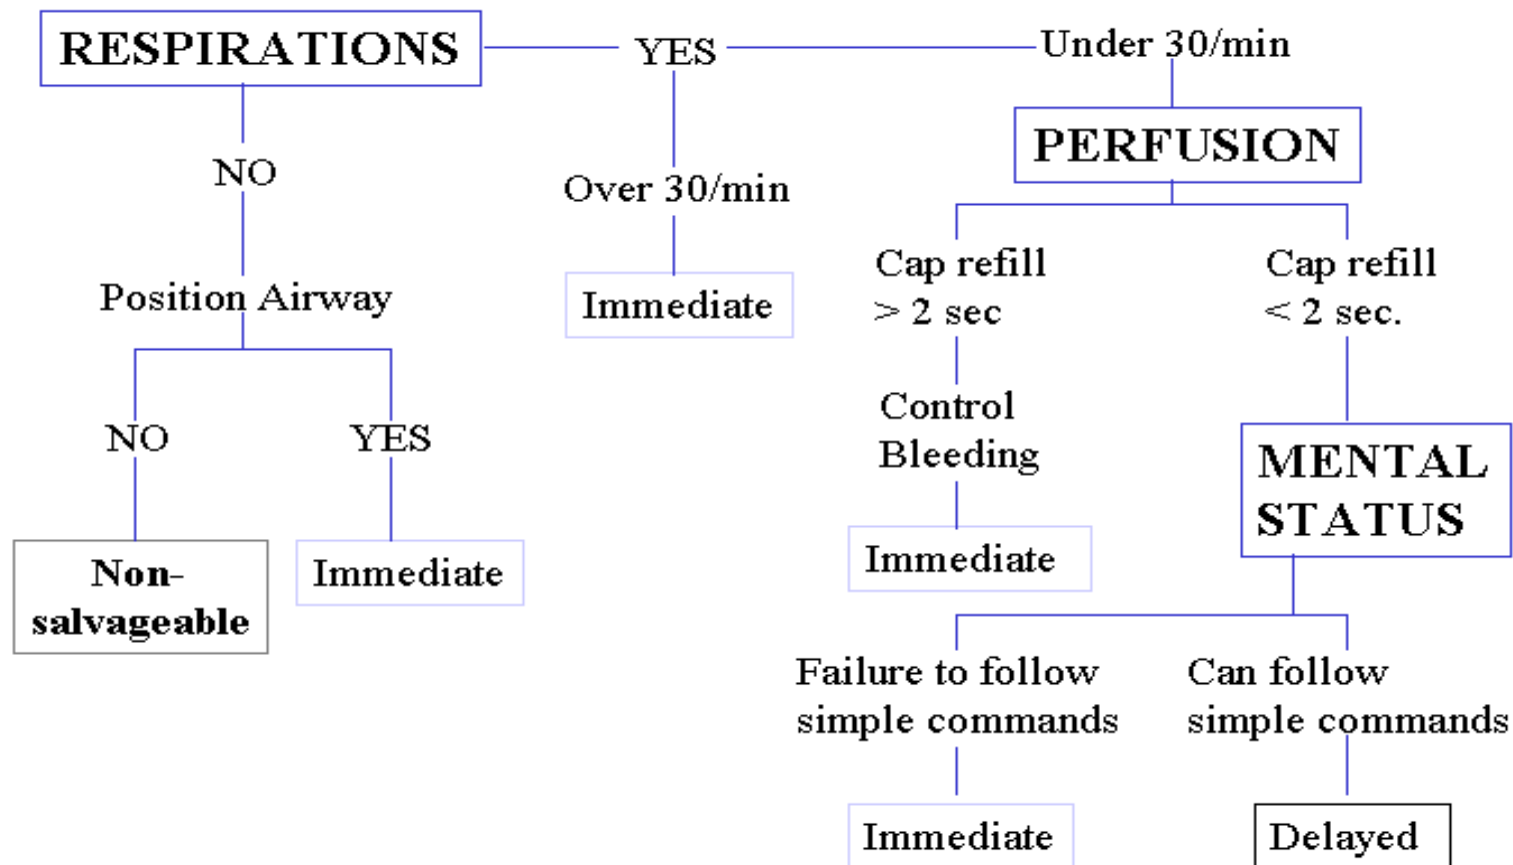 RESPIRATIONS
YES
Under 30/min
PERFUSION
NO
Over 30/min
Cap refill
> 2 sec
Cap refill
< 2 sec.
Position Airway
Immediate
Control
Bleeding
NO
YES
MENTAL
STATUS
Non-
salvageable
Immediate
Immediate
Failure to follow
simple commands
Can follow
simple commands
Immediate
Delayed